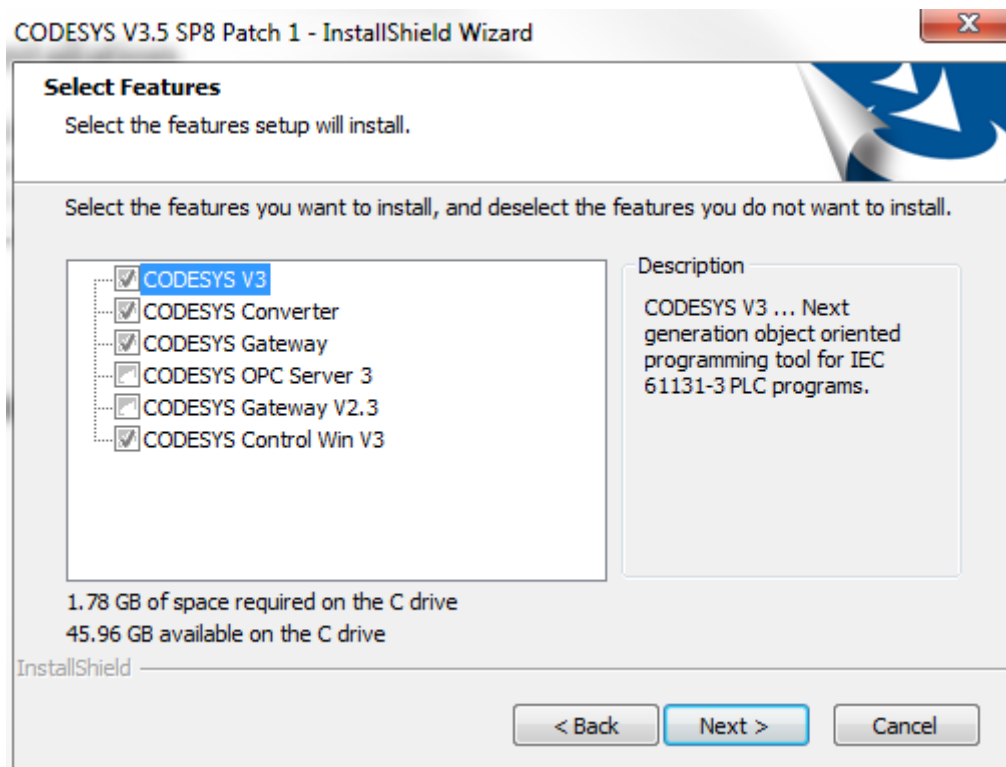 CODESYS V3.5 SP8 Patch 1 - InstallShield Wizard
Select Features
Select the features setup will install.
Select the features you want to install, and deselect the features you do not want to install.
CODESYS V3
CODESYS Converter
CODESYS Gateway
CODESYS OPC Server 3
CODESYS Gateway V2.3
CODESYS Control Win V3
Description
CODESYS V3 ... Next
generation object oriented
programming tool for IEC
61131-3 PLC programs.
1.78 GB of space required on the C drive
45.96 GB available on the C drive
InstallShield
< Back
Next >
Cancel